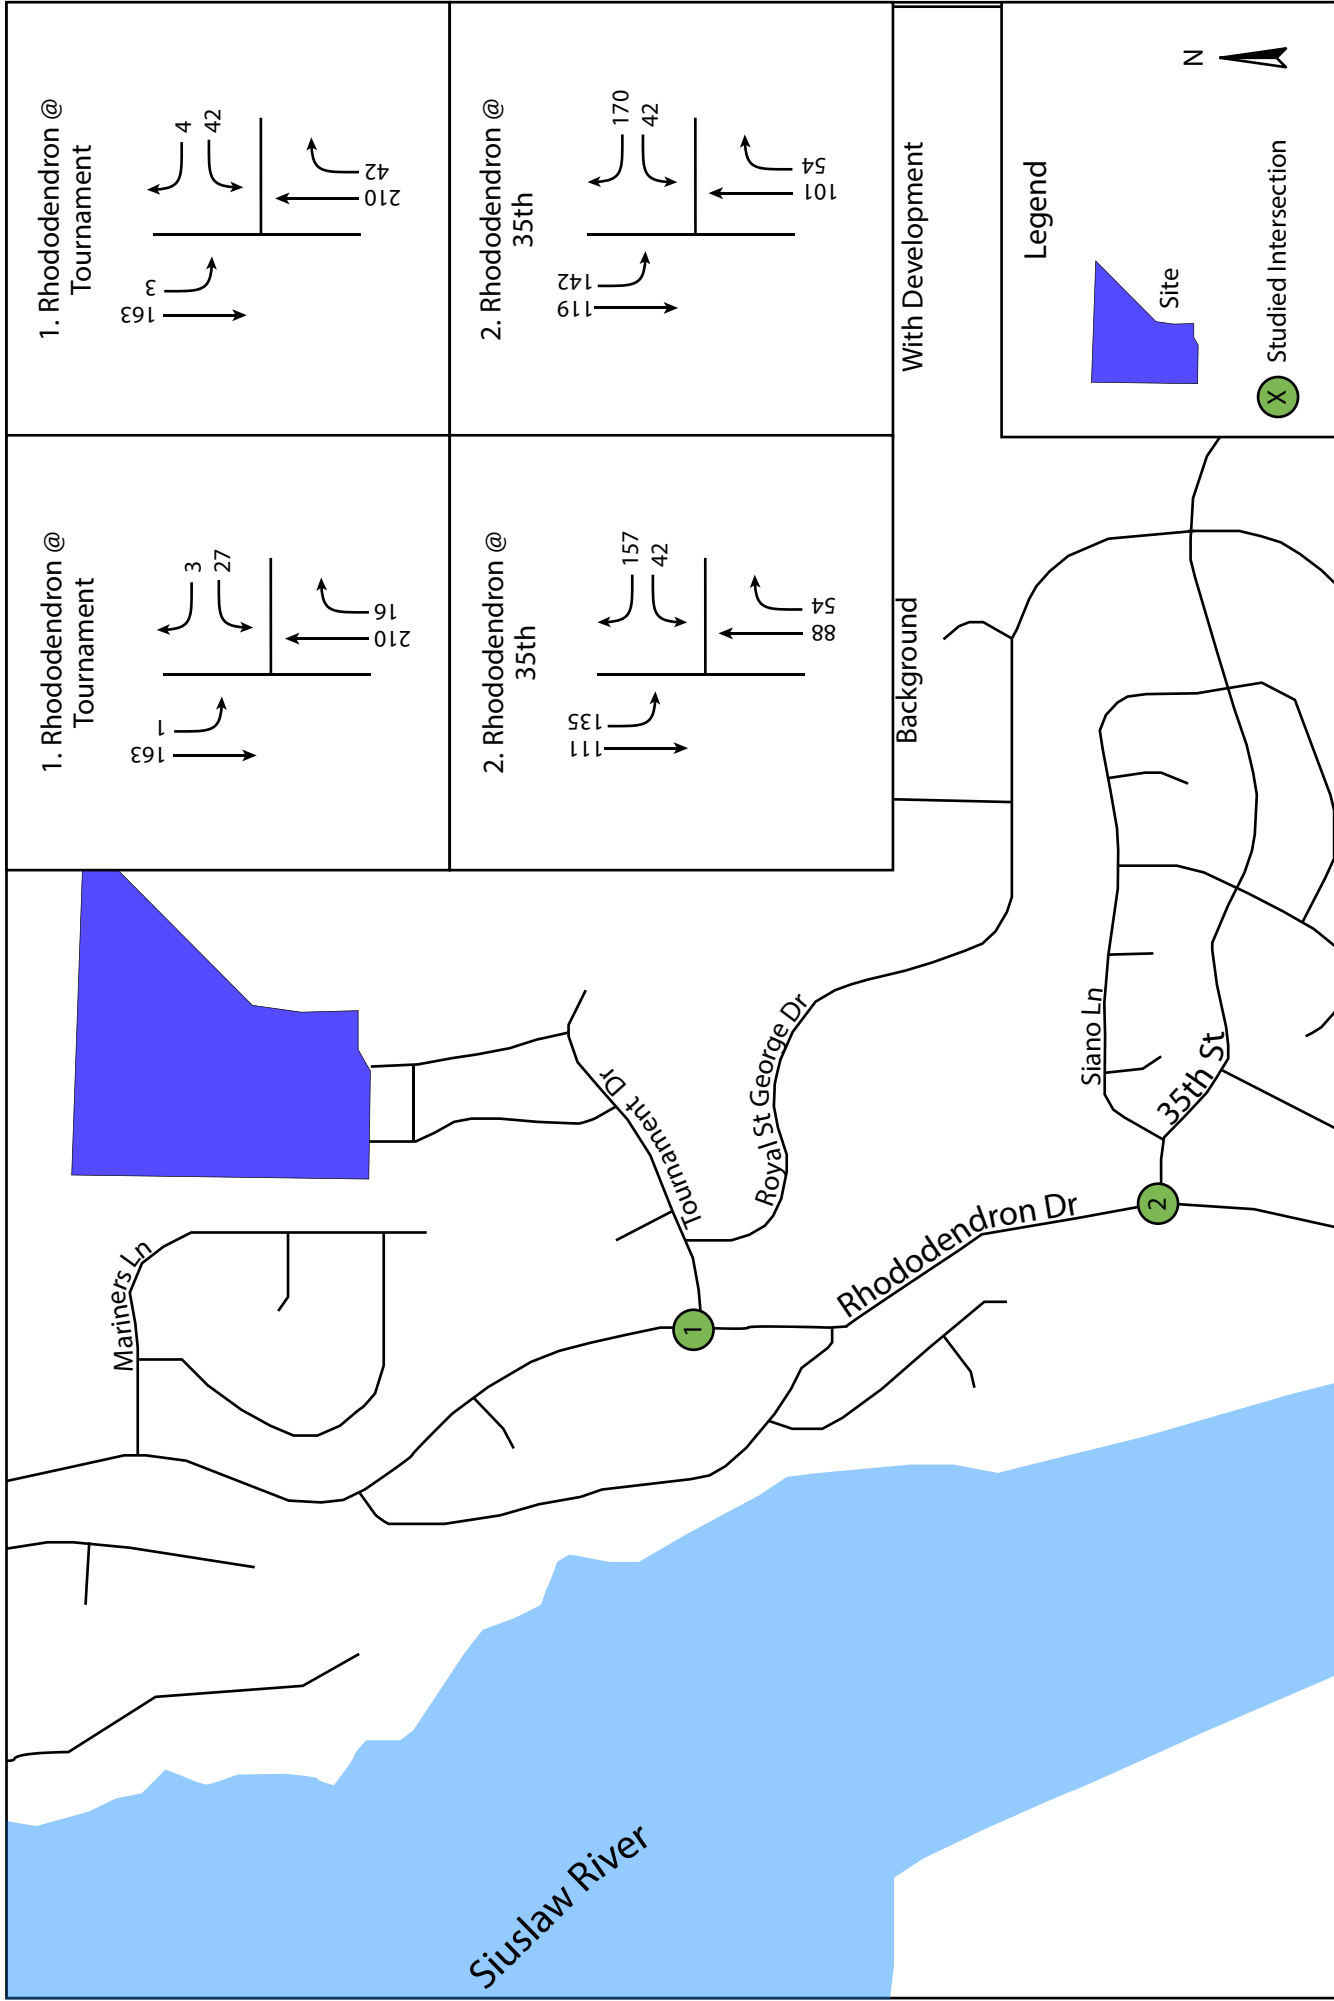 1. Rhododendron @
Tournament
163
1
3
27
210
16
1. Rhododendron @
Tournament
163
3
4
42
210
42
2. Rhododendron @
35th
111
135
157
42
88
54
2. Rhododendron @
35th
119
142
170
42
101
54
Background
With Development
Legend
Site
X
Studied Intersection
N
Mariners Ln
Tournament Dr
Royal St George Dr
Siano Ln
35th St
Rhododendron Dr
1
2
Siuslaw River